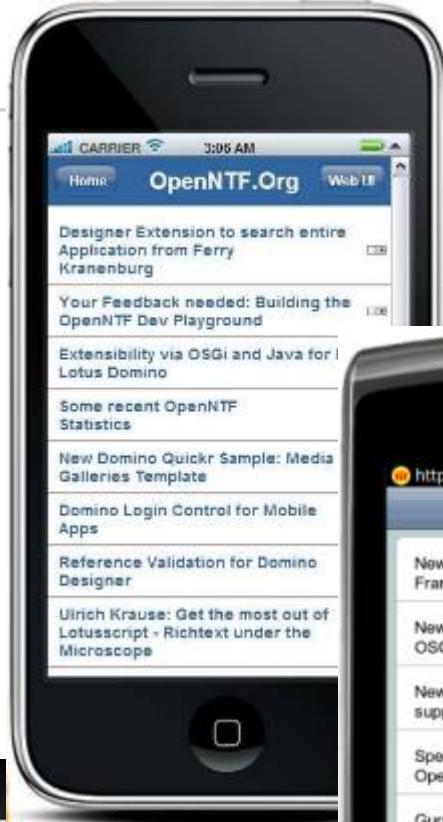 CARRIER 3:06 AM
Home OpenNTF.Org Web UI
Designer Extension to search entire
Application from Ferry
Kranenburg
Your Feedback needed: Building the
OpenNTF Dev Playground
Extensibility via OSGi and Java for
Lotus Domino
Some recent OpenNTF
Statistics
New Domino Quickr Sample: Media
Galleries Template
Domino Login Control for Mobile
Apps
Reference Validation for Domino
Designer
Ulrich Krause: Get the most out of
Lotusscript - Richtext under the
Microscope
http
New
Fran
New
OSG
New
supp
Spe
Ope